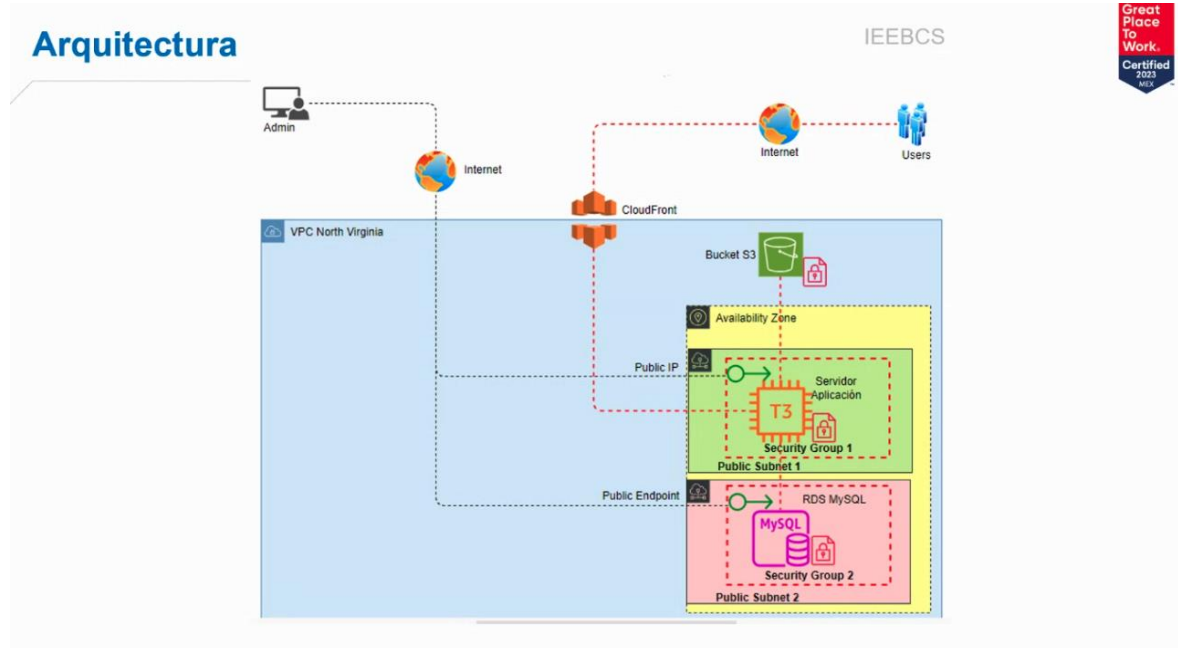 Arquitectura
IEEBCS
Great
Place
To
Work.
Certified
2023
MEX
Admin
Internet
Internet
Users
CloudFront
VPC North Virginia
Bucket S3
Availability Zone
Public IP
Servidor
Aplicación
T3
Security Group 1
Public Subnet 1
Public Endpoint
RDS MySQL
MySQL
Security Group 2
Public Subnet 2